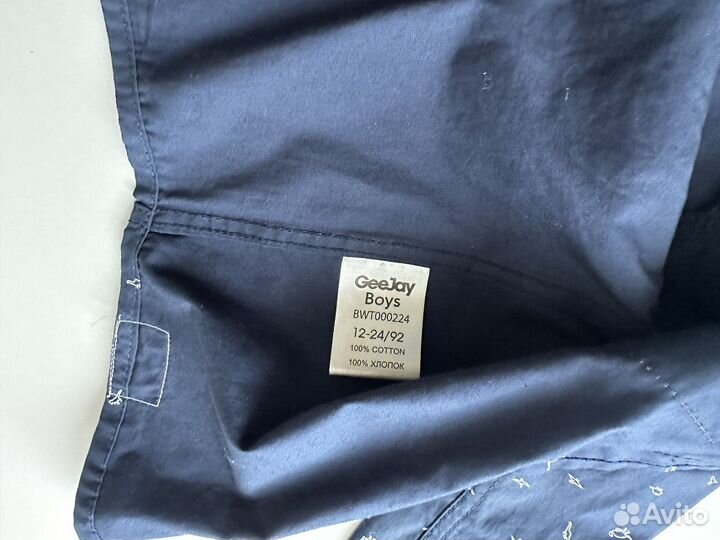 GeeJay
Boys
BWT000224
12-24/92
100% COTTON
100% ХЛОПОК
Avito